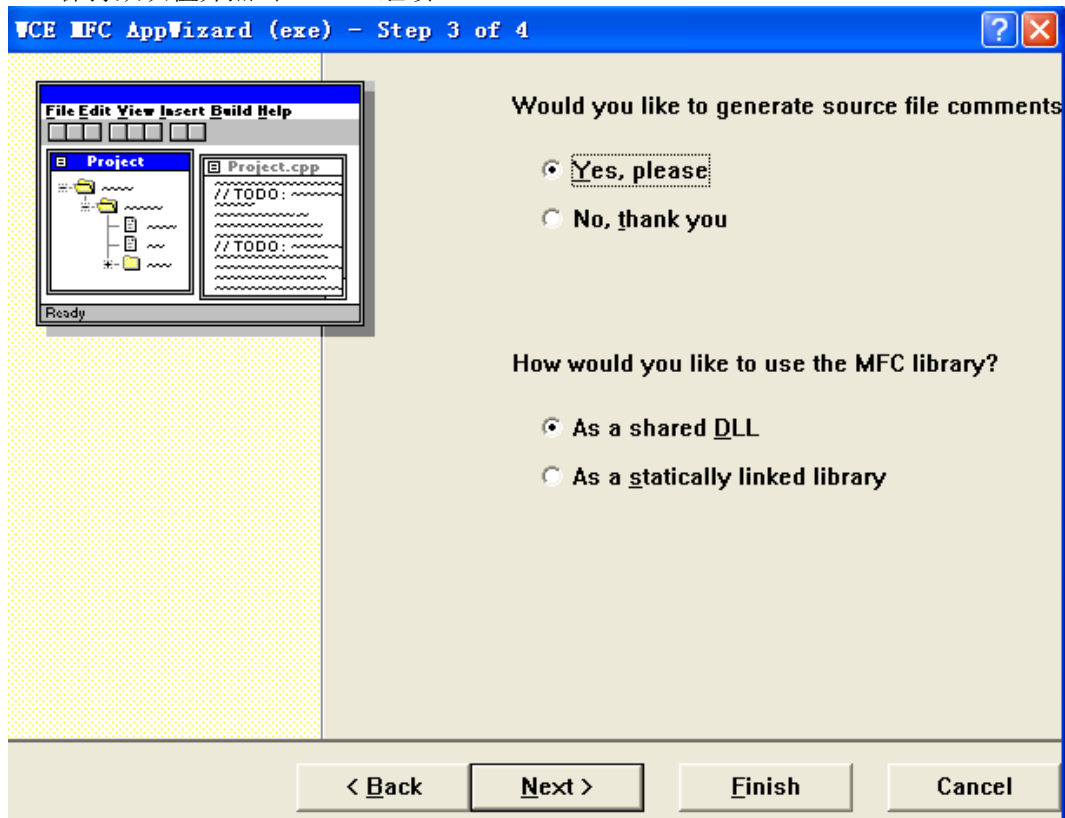 WCE MFC AppWizard (exe) - Step 3 of 4
File Edit View Insert Build Help
Project
Project.cpp
//TODO:
//TODO:
Ready
Would you like to generate source file comments
Yes, please
No, thank you
How would you like to use the MFC library?
As a shared DLL
As a statically linked library
< Back
Next >
Finish
Cancel